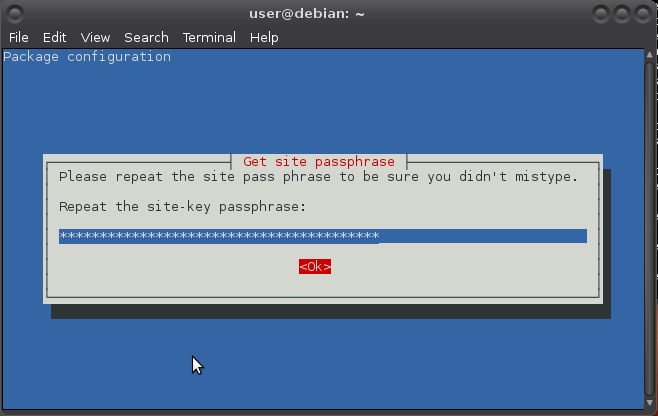 user@debian: ~
File Edit View Search Terminal Help
Package configuration
Get site passphrase
Please repeat the site pass phrase to be sure you didn't mistype.
Repeat the site-key passphrase:
****************************************
<Ok>